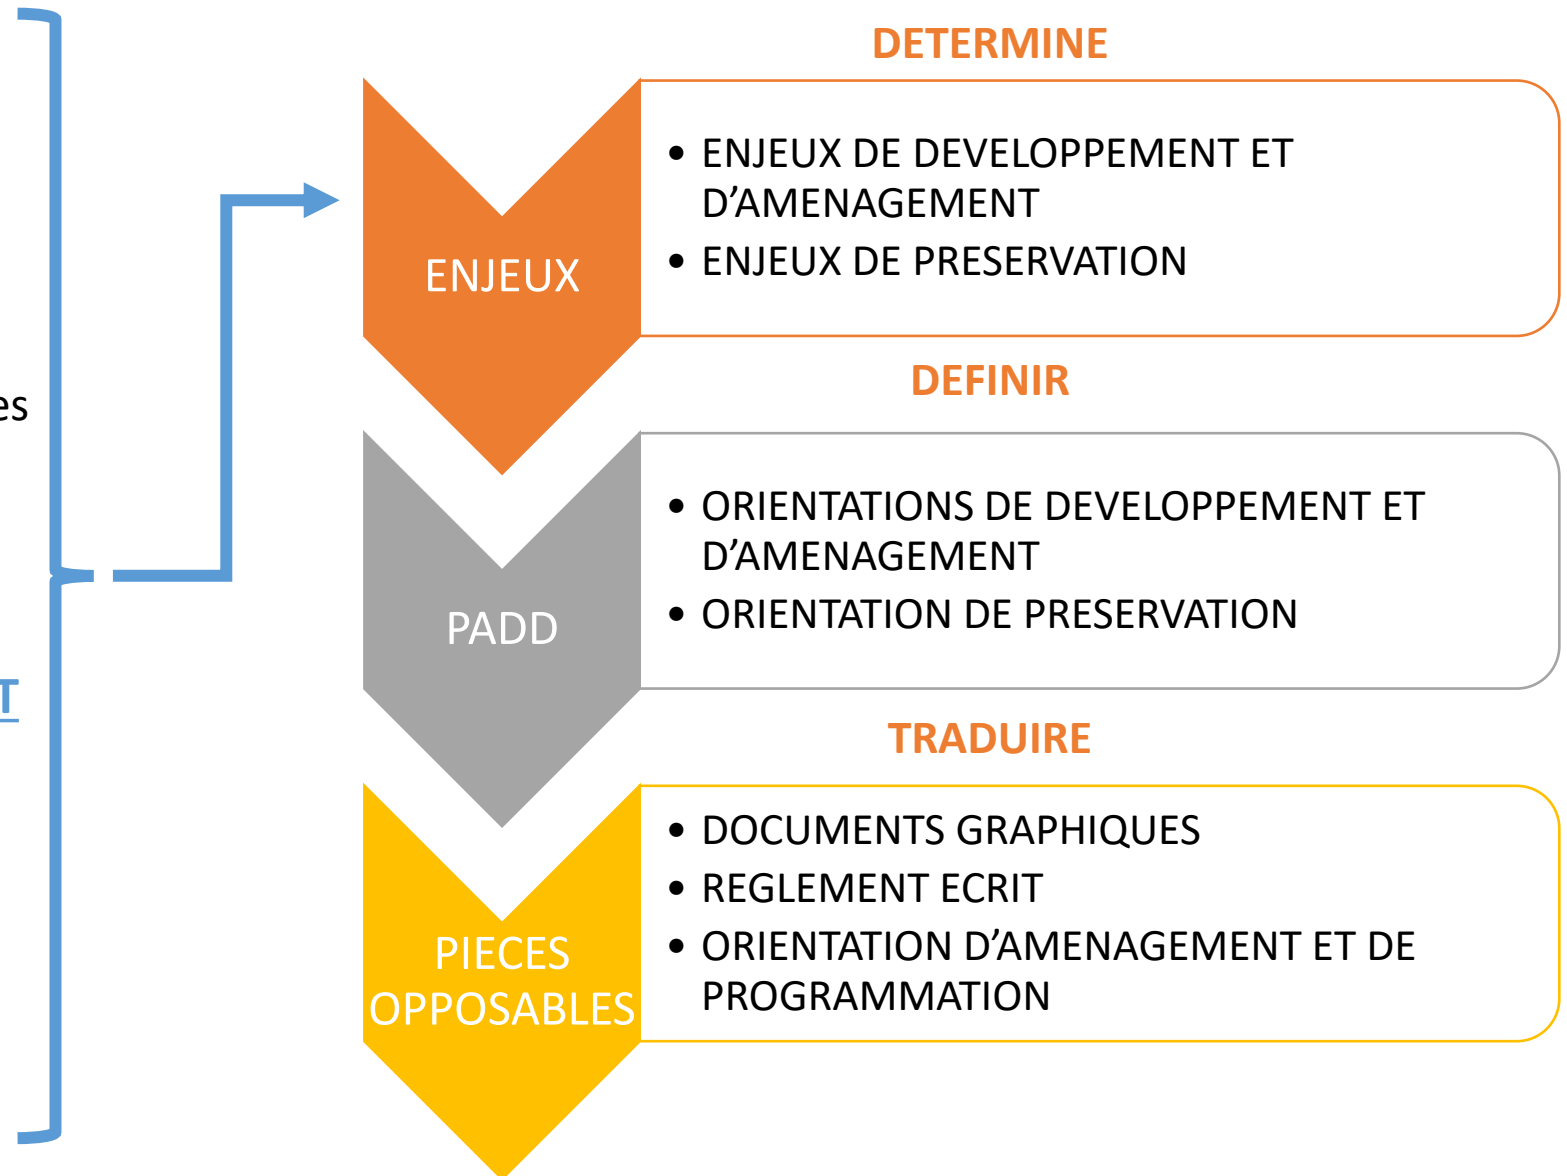 es
T
DETERMINE
ENJEUX
• ENJEUX DE DEVELOPPEMENT ET
D’AMENAGEMENT
• ENJEUX DE PRESERVATION
DEFINIR
PADD
• ORIENTATIONS DE DEVELOPPEMENT ET
D’AMENAGEMENT
• ORIENTATION DE PRESERVATION
TRADUIRE
PIECES
OPPOSABLES
• DOCUMENTS GRAPHIQUES
• REGLEMENT ECRIT
• ORIENTATION D’AMENAGEMENT ET DE
PROGRAMMATION